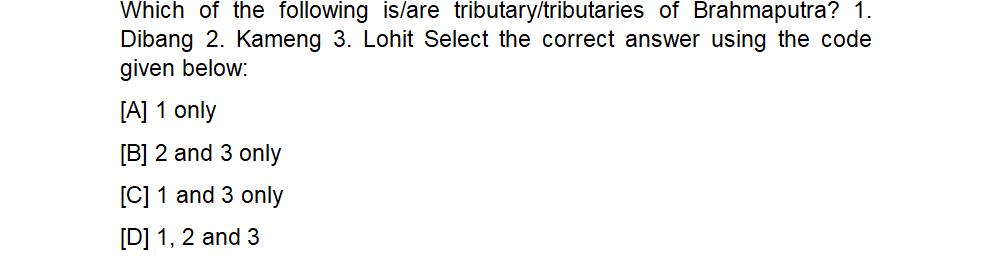 Which of the following is/are tributary/tributaries of Brahmaputra? 1.
Dibang 2. Kameng 3. Lohit Select the correct answer using the code
given below:
[A] 1 only
[B] 2 and 3 only
[C] 1 and 3 only
[D] 1, 2 and 3